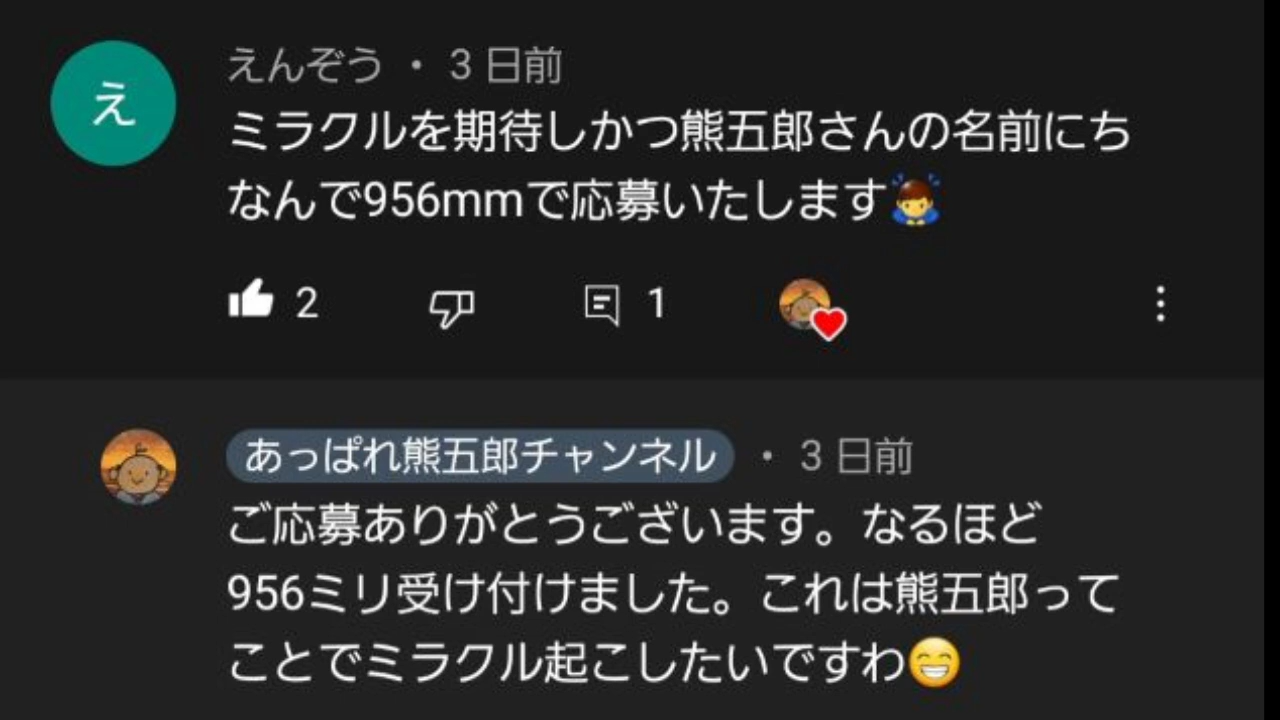 え
えんぞう ・ 3 日前
ミラクルを期待しかつ熊五郎さんの名前にち
なんで956mmで応募いたします🙇
2 1
あっぱれ熊五郎チャンネル ・ 3 日前
ご応募ありがとうございます。なるほど
956ミリ受け付けました。これは熊五郎って
ことでミラクル起こしたいですわ😁